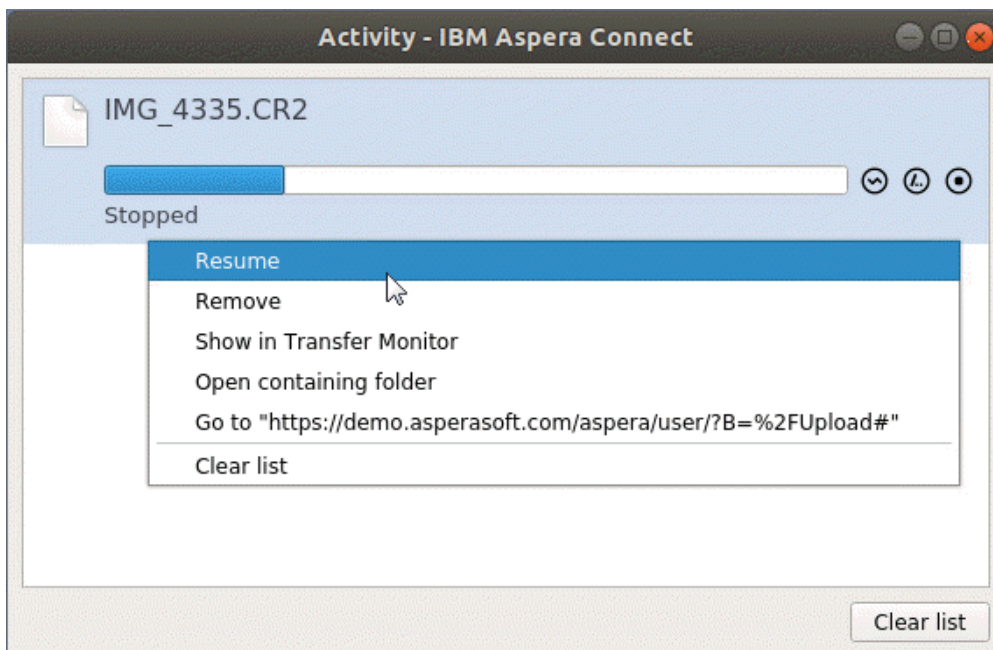 Activity - IBM Aspera Connect
IMG_4335.CR2
Stopped
Resume
Remove
Show in Transfer Monitor
Open containing folder
Go to "https://demo.asperasoft.com/aspera/user/?B=%2FUpload#"
Clear list
Clear list